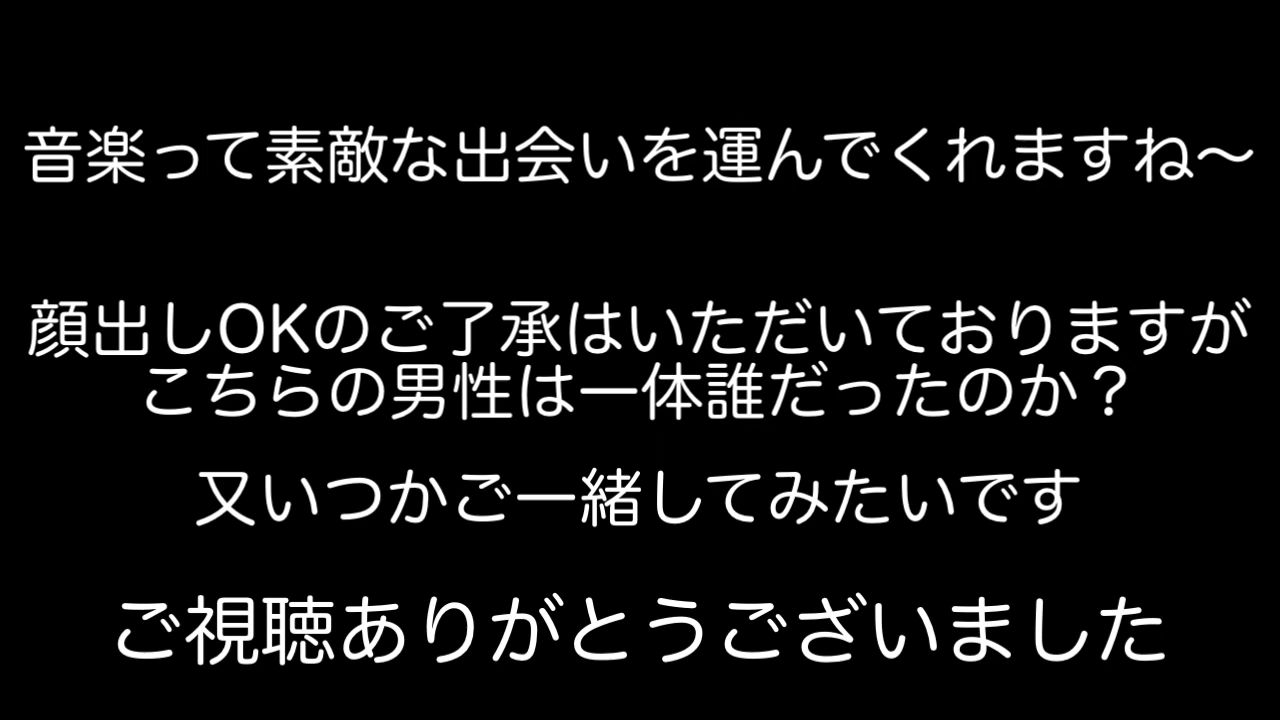 音楽って素敵な出会いを運んでくれますね〜
顔出しOKのご了承はいただいておりますが
こちらの男性は一体誰だったのか？
又いつかご一緒してみたいです
ご視聴ありがとうございました